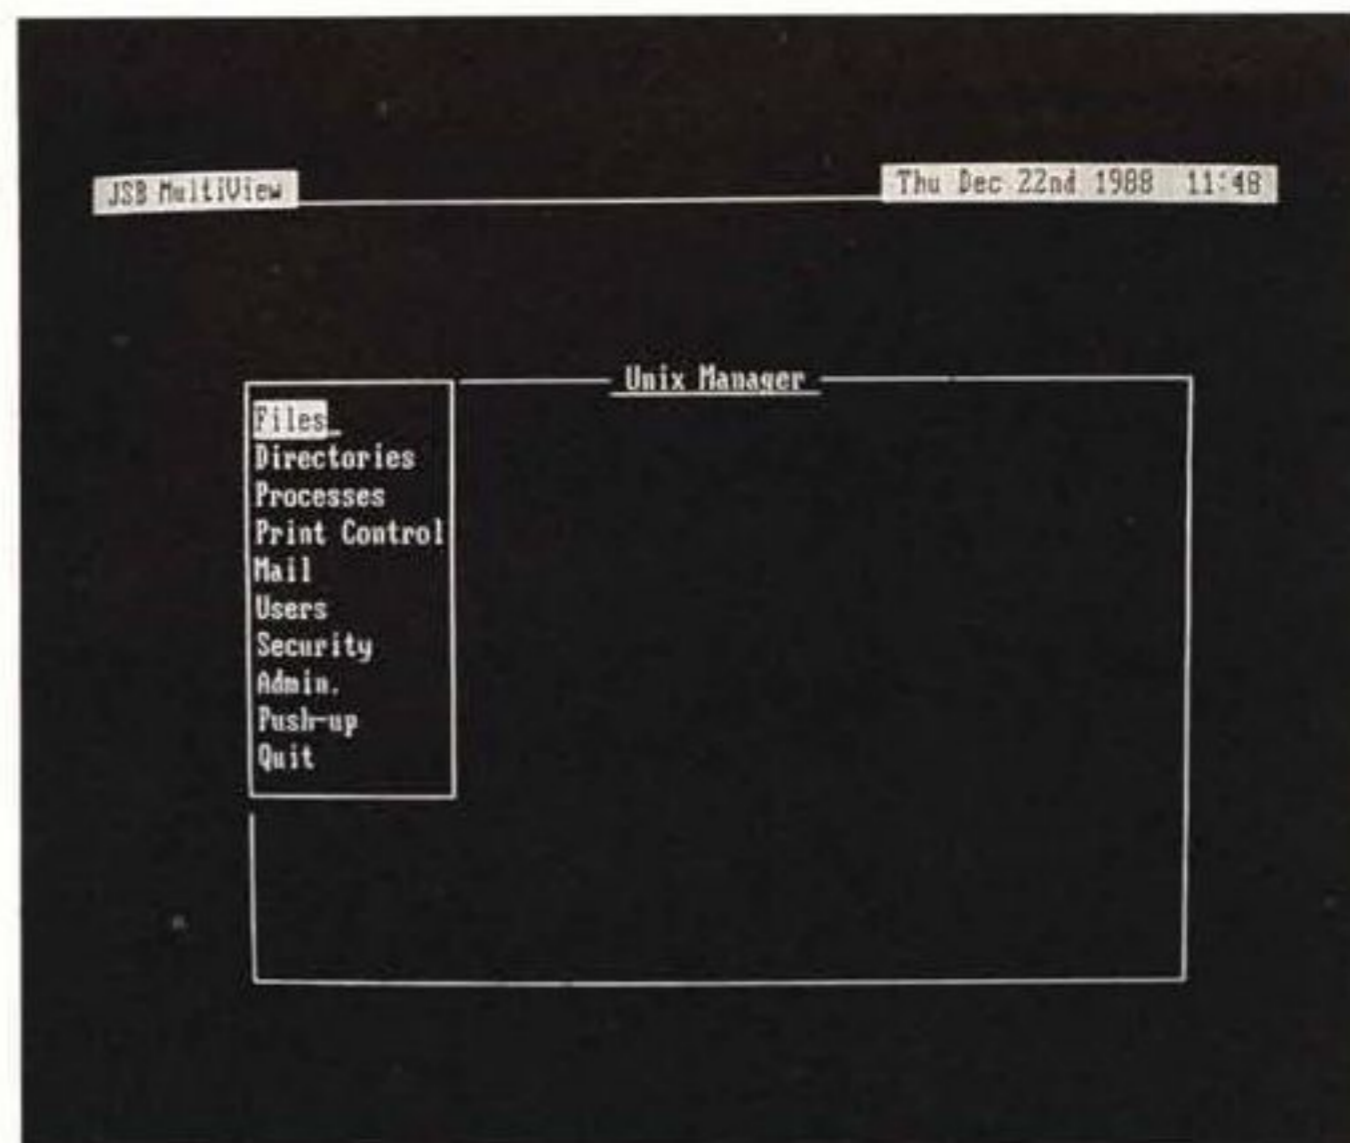 JSB MultiView
Thu Dec 22nd 1988 11:48
Unix Manager
Files
Directories
Processes
Print Control
Mail
Users
Security
Admin.
Push-up
Quit